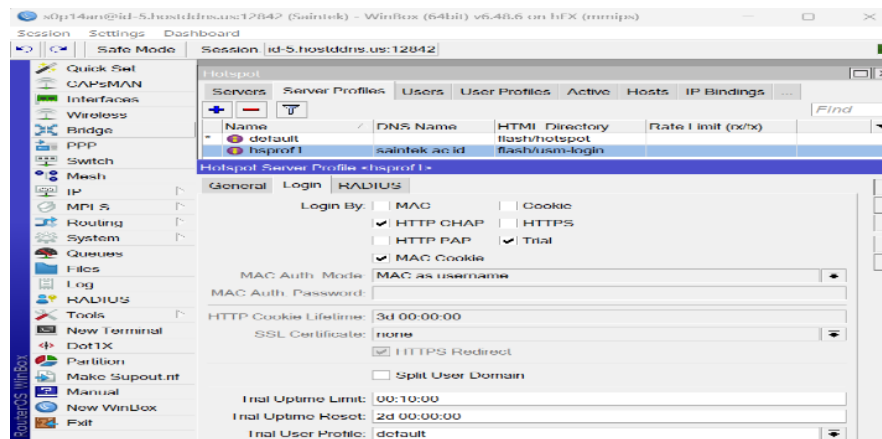 s0p14an@id-5.hostddns.us:12842 (Saintek) - WinBox (64bit) v6.48.6 on hEX (mmips)
Session Settings Dashboard
Safe Mode Session: id-5.hostddns.us:12842
Quick Set
CAPsMAN
Interfaces
Wireless
Bridge
PPP
Switch
Mesh
IP
MPLS
Routing
System
Queues
Files
Log
RADIUS
Tools
New Terminal
Dot1X
Partition
Make Supout.rif
Manual
New WinBox
Exit
RouterOS WinBox
Hotspot
Servers Server Profiles Users User Profiles Active Hosts IP Bindings ...
Find
Name DNS Name HTML Directory Rate Limit (rx/tx)
* default flash/hotspot
hsprof1 saintek.ac.id flash/usm-login
Hotspot Server Profile <hsprof1>
General Login RADIUS
Login By: MAC Cookie
HTTP CHAP HTTPS
HTTP PAP Trial
MAC Cookie
MAC Auth. Mode: MAC as username
MAC Auth. Password:
HTTP Cookie Lifetime: 3d 00:00:00
SSL Certificate: none
HTTPS Redirect
Split User Domain
Trial Uptime Limit: 00:10:00
Trial Uptime Reset: 2d 00:00:00
Trial User Profile: default